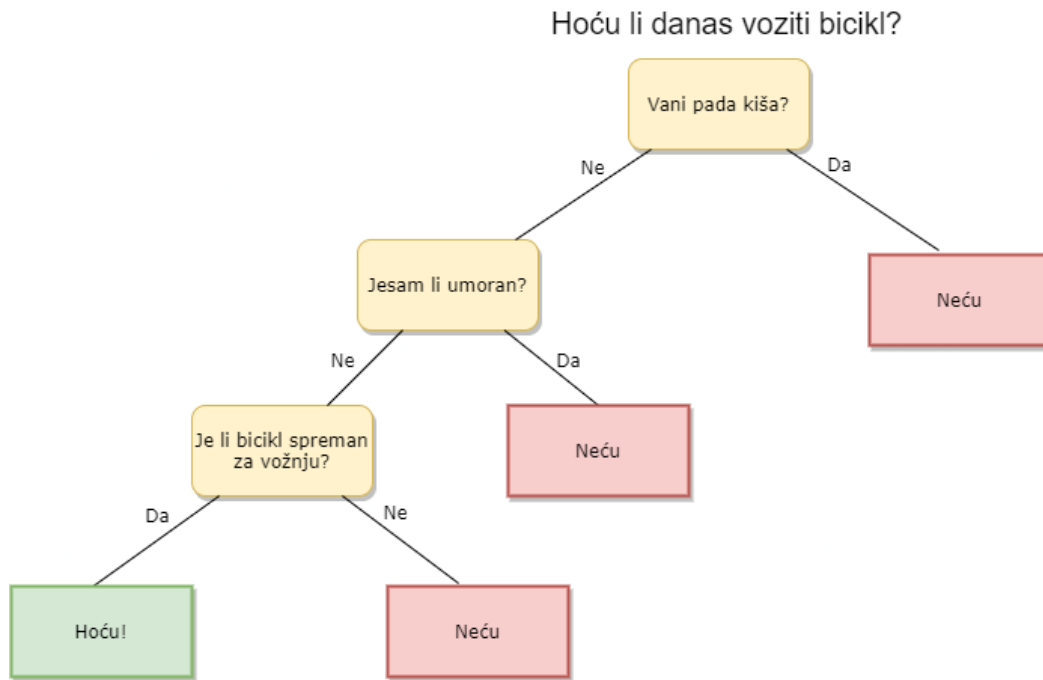 Hoću li danas voziti bicikl?
Vani pada kiša?
Ne
Da
Jesam li umoran?
Neću
Ne
Da
Je li bicikl spreman
za vožnju?
Neću
Da
Ne
Hoću!
Neću